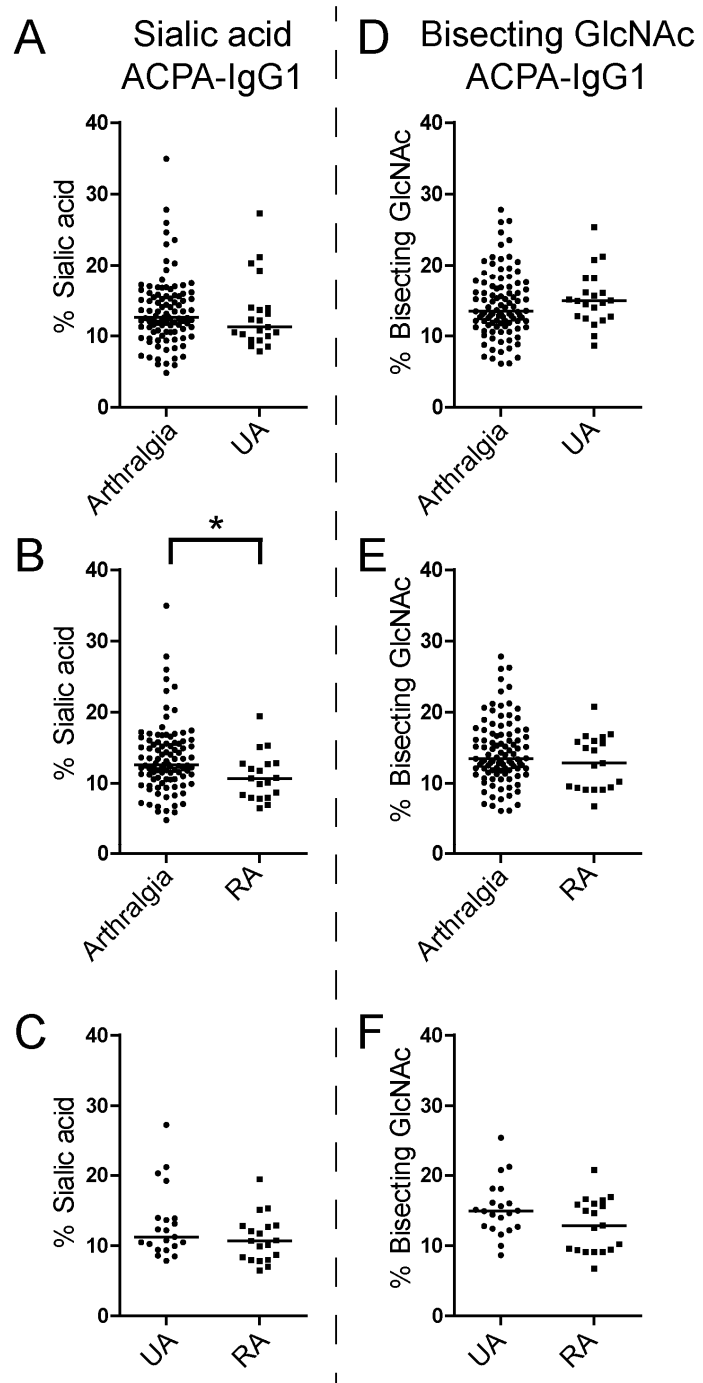 A
Sialic acid
ACPA-IgG1
% Sialic acid
40
30
20
10
0
Arthralgia
UA
D
Bisecting GlcNAc
ACPA-IgG1
% Bisecting GlcNAc
40
30
20
10
0
Arthralgia
UA
B
*
% Sialic acid
40
30
20
10
0
Arthralgia
RA
E
% Bisecting GlcNAc
40
30
20
10
0
Arthralgia
RA
C
% Sialic acid
40
30
20
10
0
UA
RA
F
% Bisecting GlcNAc
40
30
20
10
0
UA
RA